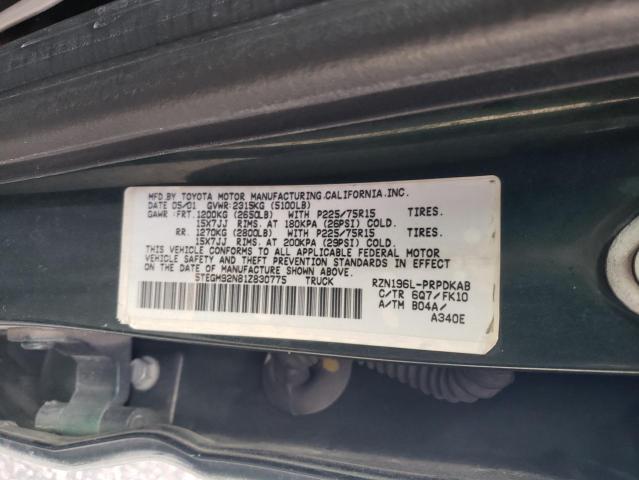 MFD.BY TOYOTA MOTOR MANUFACTURING.CALIFORNIA.INC.
DATE 05/01 GVWR 2315KG (5100LB)
GAWR : FRT. 1200KG (2650LB) WITH P225/75R15 TIRES.
15X7JJ RIMS. AT 180KPA (26PSI) COLD.
RR. 1270KG (2800LB) WITH P225/75R15 TIRES.
15X7JJ RIMS. AT 200KPA (29PSI) COLD.
THIS VEHICLE CONFORMS TO ALL APPLICABLE FEDERAL MOTOR
VEHICLE SAFETY AND THEFT PREVENTION STANDARDS IN EFFECT
ON THE DATE OF MANUFACTURE SHOWN ABOVE.
5TEGM92N81Z830775 TRUCK RZN196L-PRPDKAB
C/TR 6Q7/FK10
A/TM B04A/
A340E